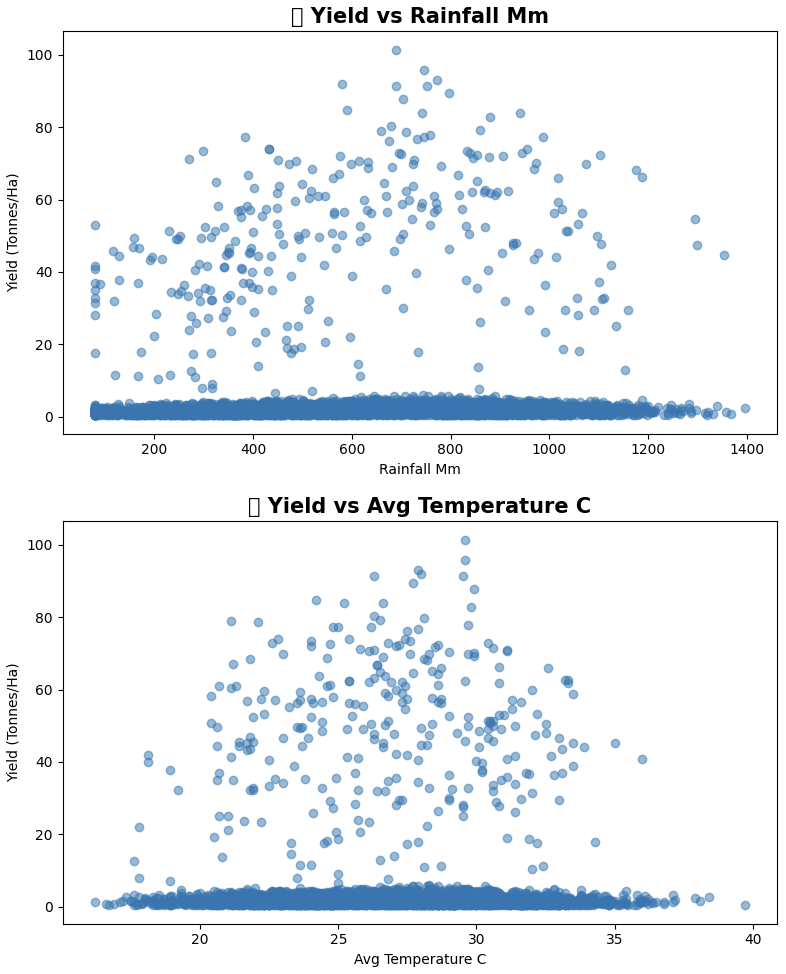 Yield vs Rainfall Mm
Yield (Tonnes/Ha)
100
80
60
40
20
0
200 400 600 800 1000 1200 1400
Rainfall Mm
Yield vs Avg Temperature C
Yield (Tonnes/Ha)
100
80
60
40
20
0
20 25 30 35 40
Avg Temperature C